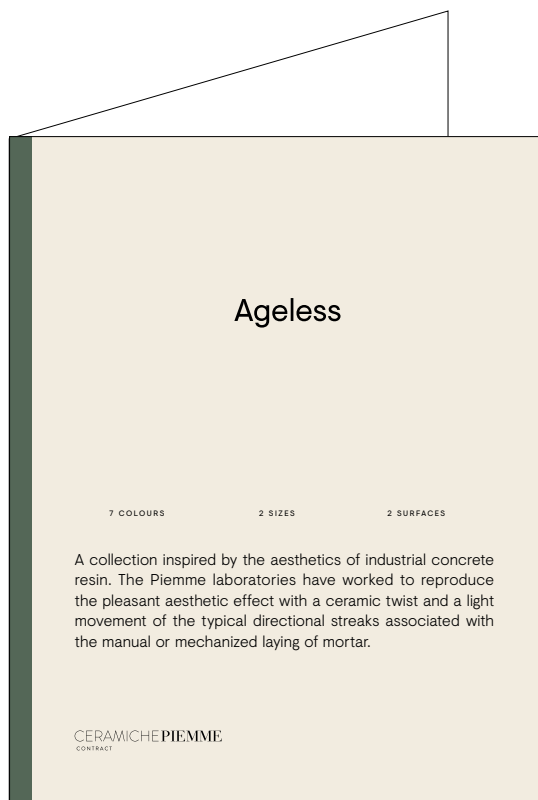 Ageless
7 COLOURS 2 SIZES 2 SURFACES
A collection inspired by the aesthetics of industrial concrete
resin. The Piemme laboratories have worked to reproduce
the pleasant aesthetic effect with a ceramic twist and a light
movement of the typical directional streaks associated with
the manual or mechanized laying of mortar.
CERAMICHEPIEMME
CONTRACT